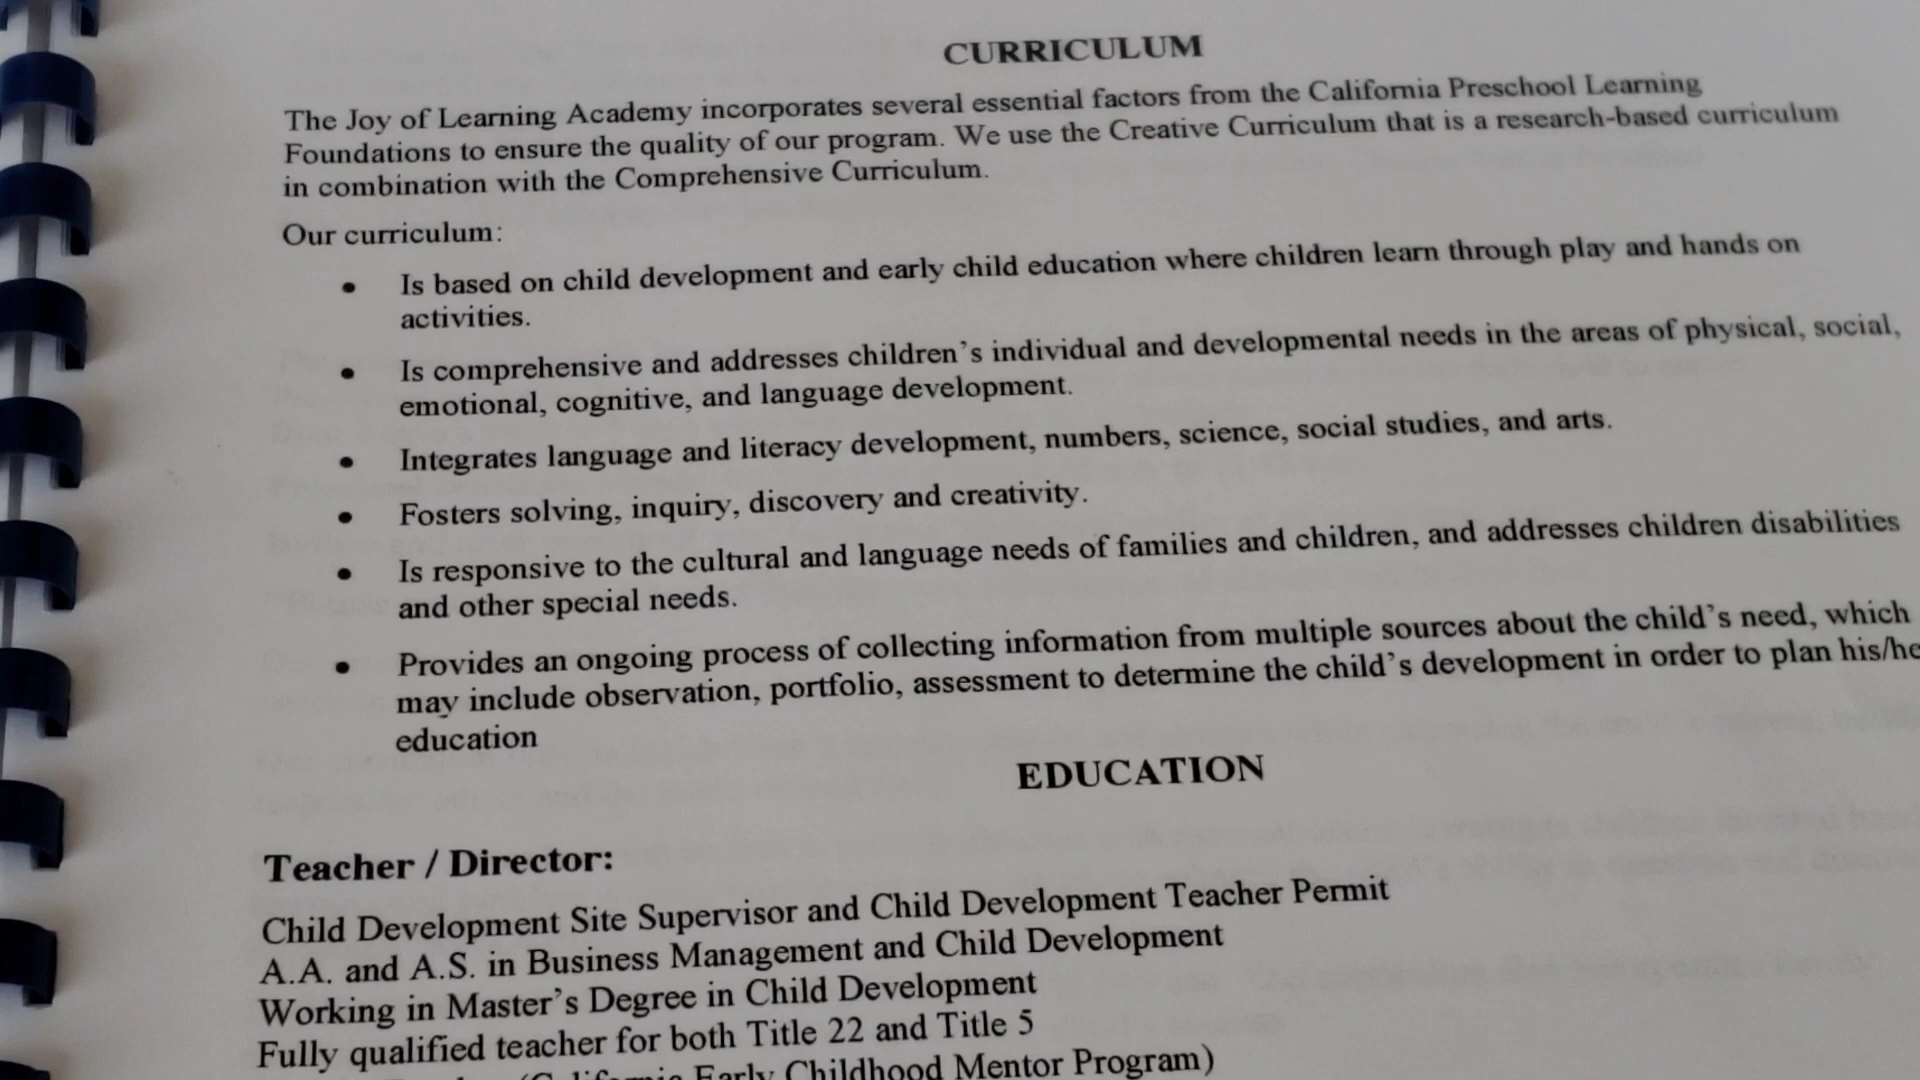 CURRICULUM
The Joy of Learning Academy incorporates several essential factors from the California Preschool Learning
Foundations to ensure the quality of our program. We use the Creative Curriculum that is a research-based curriculum
in combination with the Comprehensive Curriculum.
Our curriculum:
• Is based on child development and early child education where children learn through play and hands on
activities.
• Is comprehensive and addresses children's individual and developmental needs in the areas of physical, social,
emotional, cognitive, and language development.
• Integrates language and literacy development, numbers, science, social studies, and arts.
• Fosters solving, inquiry, discovery and creativity.
• Is responsive to the cultural and language needs of families and children, and addresses children disabilities
and other special needs.
• Provides an ongoing process of collecting information from multiple sources about the child's need, which
may include observation, portfolio, assessment to determine the child's development in order to plan his/he
education
EDUCATION
Teacher / Director:
Child Development Site Supervisor and Child Development Teacher Permit
A.A. and A.S. in Business Management and Child Development
Working in Master's Degree in Child Development
Fully qualified teacher for both Title 22 and Title 5
(California Early Childhood Mentor Program)